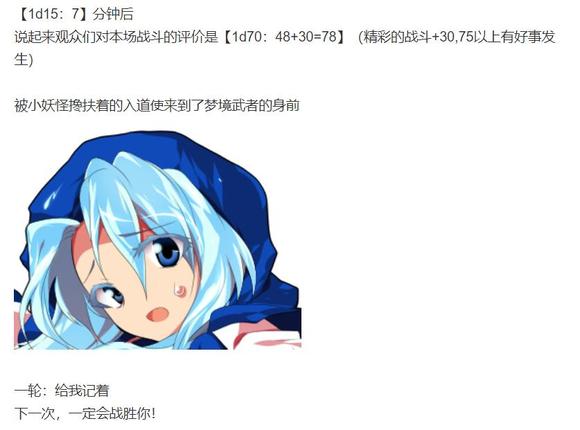 【1d15：7】分钟后
说起来观众们对本场战斗的评价是【1d70：48+30=78】（精彩的战斗+30,75以上有好事发
生）
被小妖怪搀扶着的入道使来到了梦境武者的身前
一轮：给我记着
下一次，一定会战胜你！